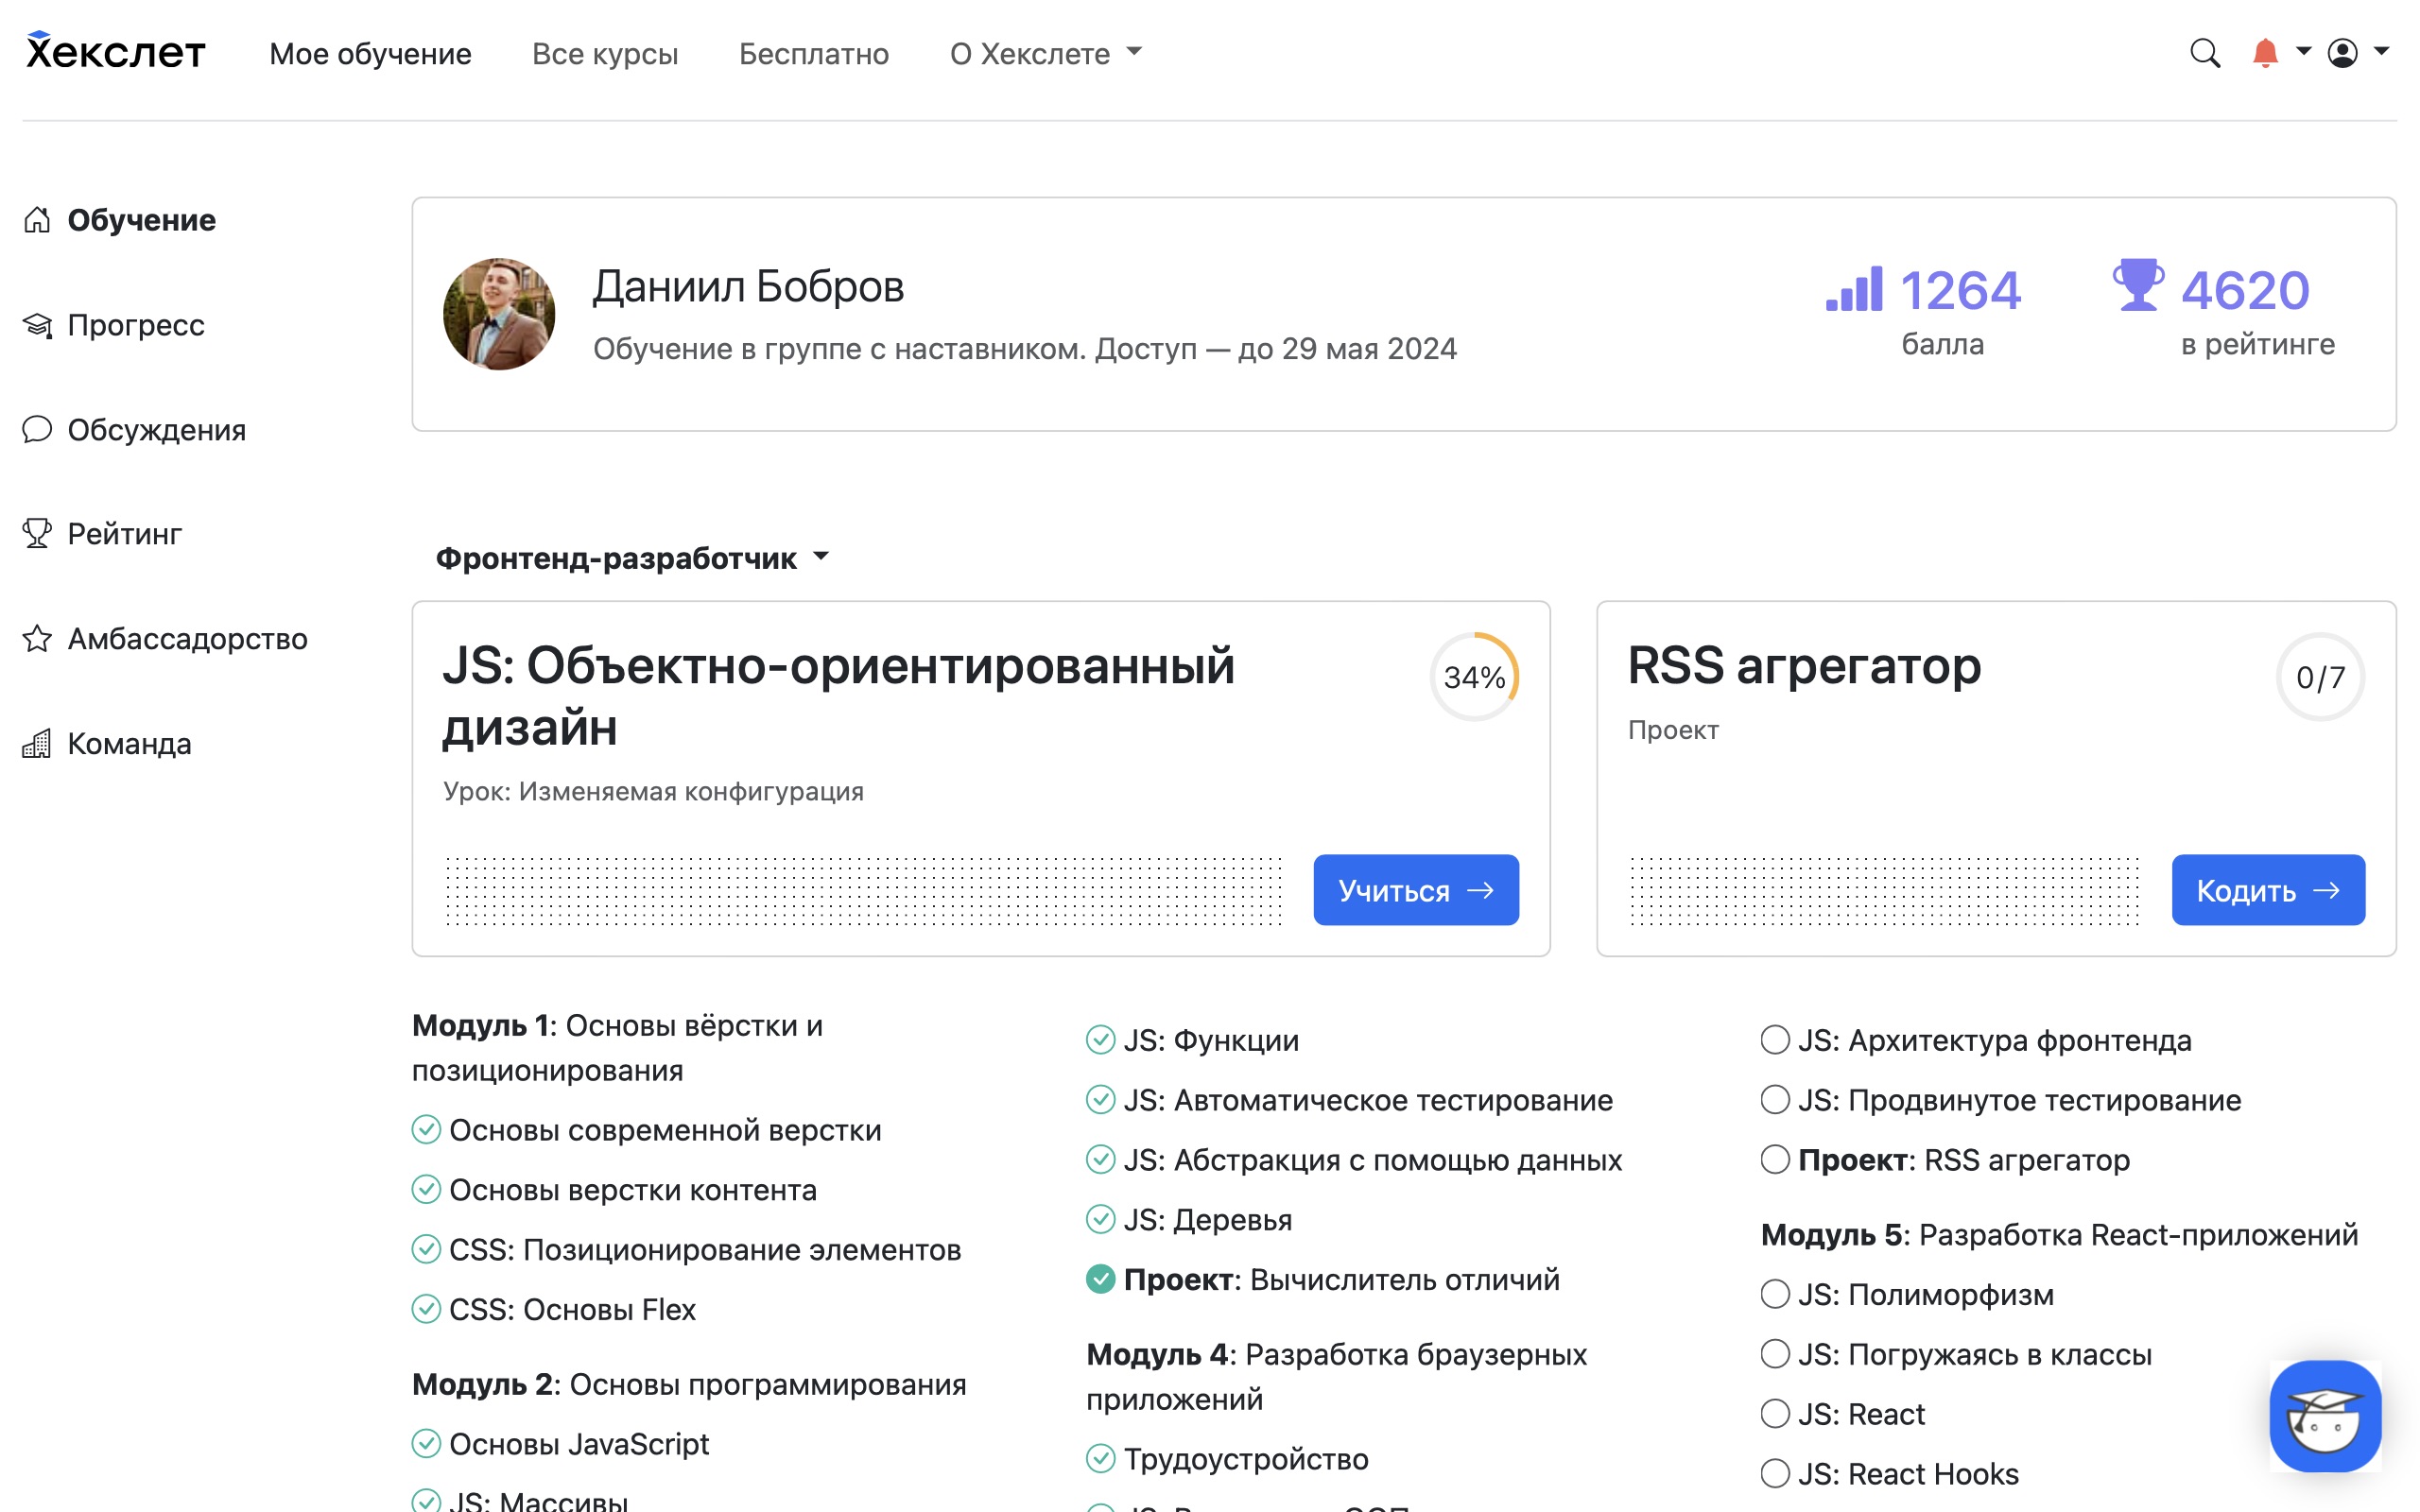 Хекслет
Мое обучение
Все курсы
Бесплатно
О Хекслете
Обучение
Прогресс
Обсуждения
Рейтинг
Амбассадорство
Команда
Даниил Бобров
Обучение в группе с наставником. Доступ — до 29 мая 2024
1264
балла
4620
в рейтинге
Фронтенд-разработчик
JS: Объектно-ориентированный
дизайн
34%
Урок: Изменяемая конфигурация
Учиться →
RSS агрегатор
0/7
Проект
Кодить →
Модуль 1: Основы вёрстки и
позиционирования
Основы современной верстки
Основы верстки контента
CSS: Позиционирование элементов
CSS: Основы Flex
Модуль 2: Основы программирования
Основы JavaScript
JS: Массивы
JS: Функции
JS: Автоматическое тестирование
JS: Абстракция с помощью данных
JS: Деревья
Проект: Вычислитель отличий
Модуль 4: Разработка браузерных
приложений
Трудоустройство
JS: Архитектура фронтенда
JS: Продвинутое тестирование
Проект: RSS агрегатор
Модуль 5: Разработка React-приложений
JS: Полиморфизм
JS: Погружаясь в классы
JS: React
JS: React Hooks